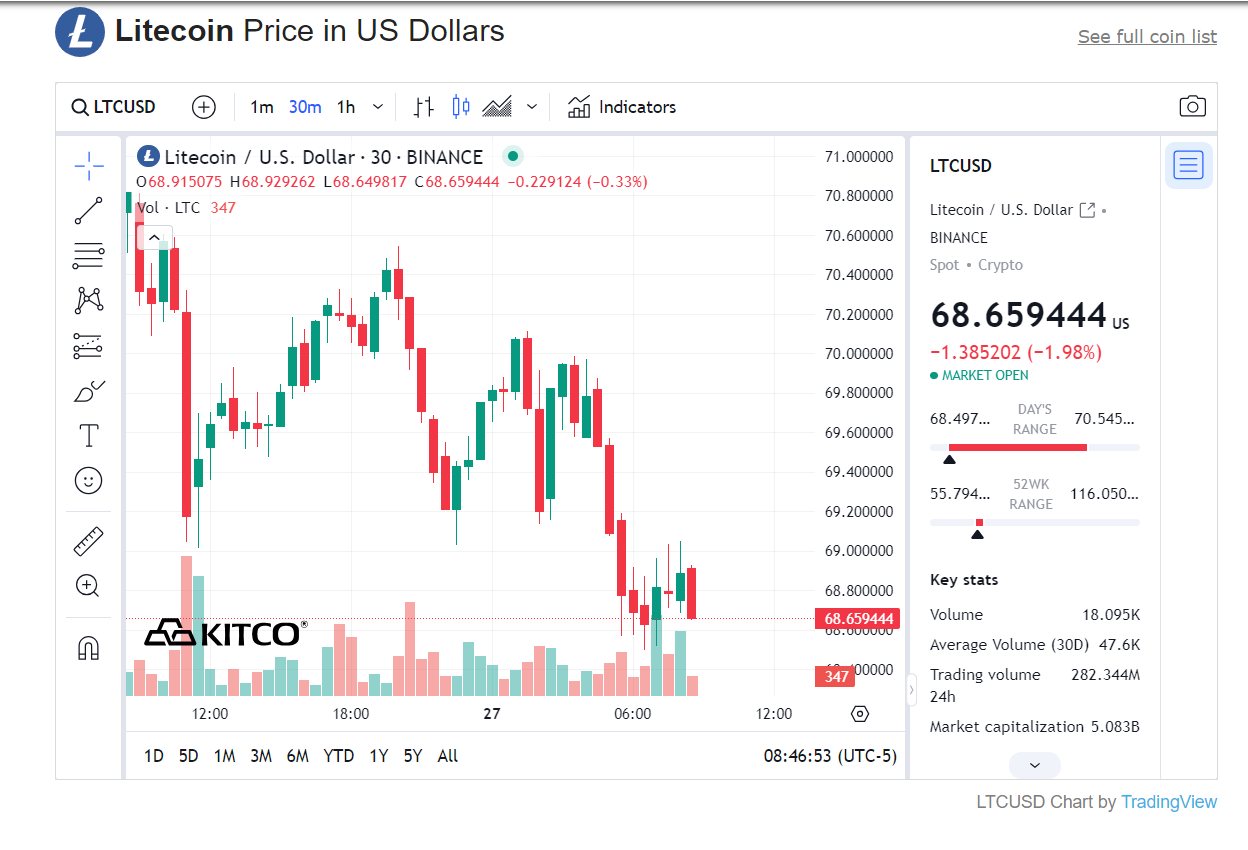 Litecoin Price in US Dollars
See full coin list
LTCUSD 1m 30m 1h Indicators
Litecoin / U.S. Dollar · 30 · BINANCE
O68.915075 H68.929262 L68.649817 C68.659444 −0.229124 (−0.33%)
Vol · LTC 347
71.000000
70.800000
70.600000
70.400000
70.200000
70.000000
69.800000
69.600000
69.400000
69.200000
69.000000
68.800000
68.659444
347
KITCO®
12:00 18:00 27 06:00 12:00
1D 5D 1M 3M 6M YTD 1Y 5Y All 08:46:53 (UTC-5)
LTCUSD
Litecoin / U.S. Dollar
BINANCE
Spot • Crypto
68.659444 US
−1.385202 (−1.98%)
MARKET OPEN
68.497... DAY'S RANGE 70.545...
55.794... 52WK RANGE 116.050...
Key stats
Volume 18.095K
Average Volume (30D) 47.6K
Trading volume 282.344M
24h
Market capitalization 5.083B
LTCUSD Chart by TradingView